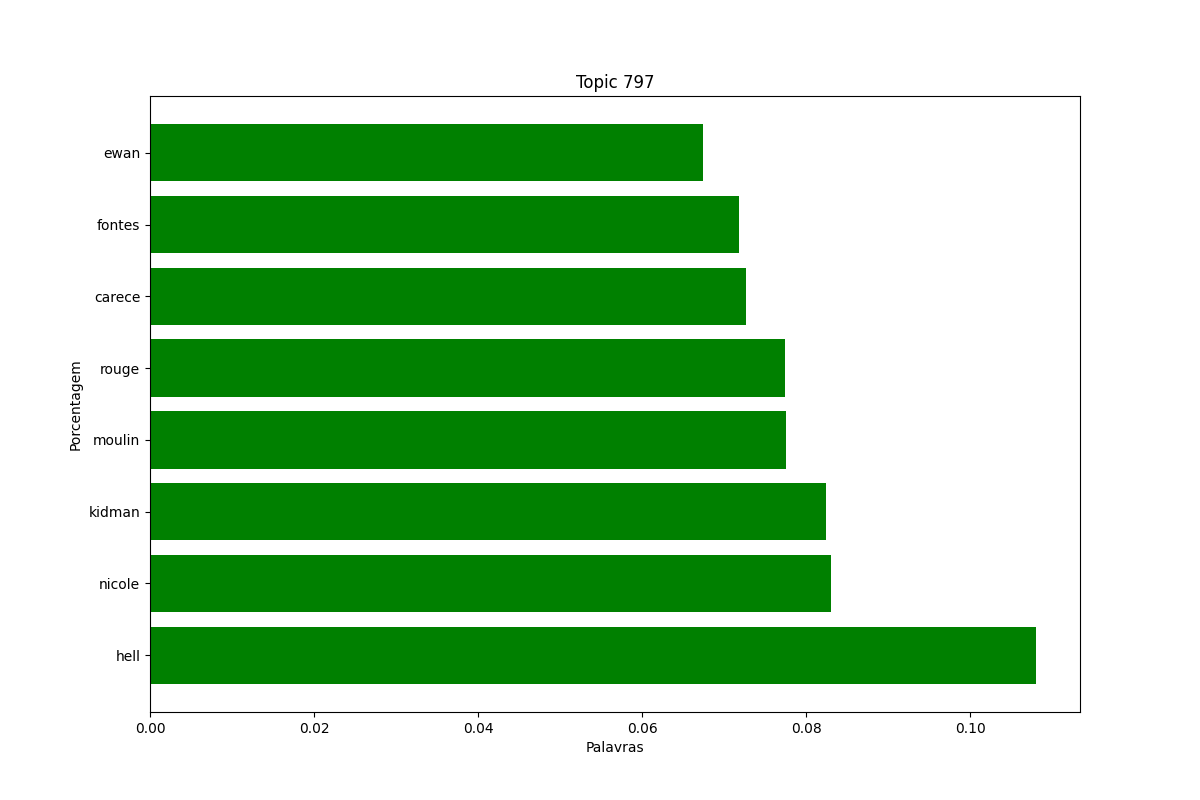 Topic 797
ewan
fontes
carece
rouge
moulin
kidman
nicole
hell
Porcentagem
0.00 0.02 0.04 0.06 0.08 0.10
Palavras